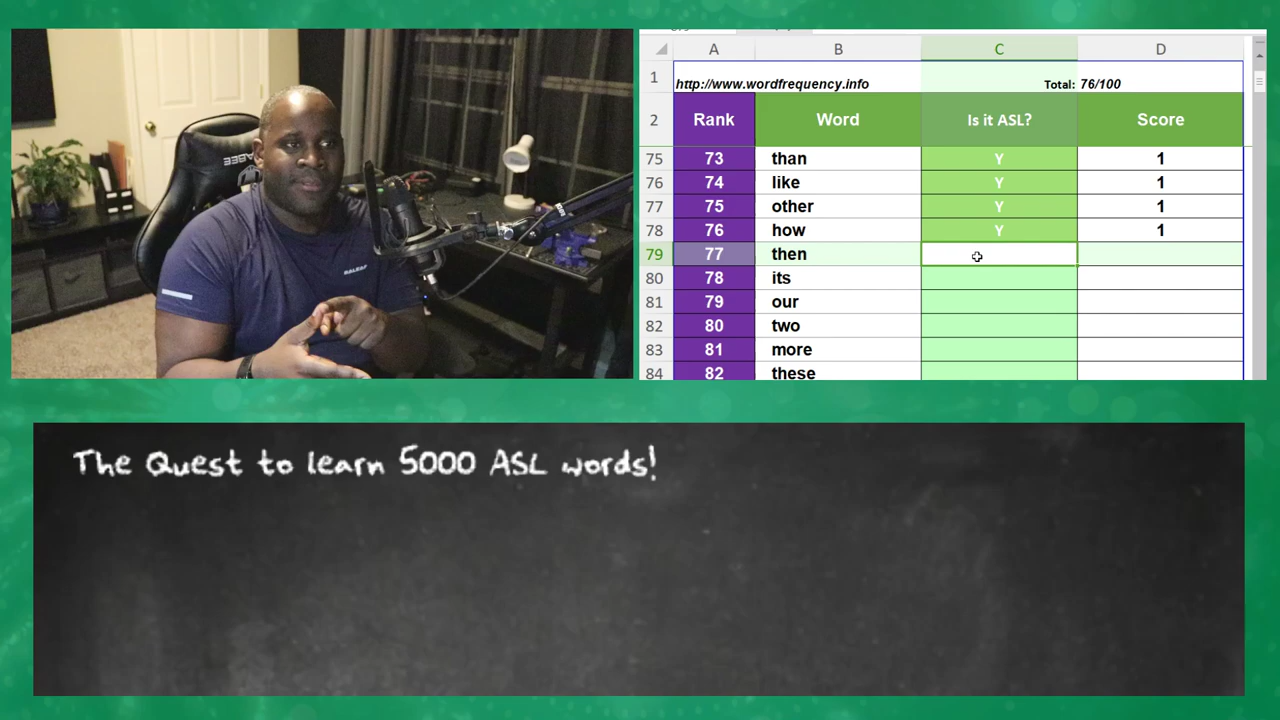 A B C D
1 http://www.wordfrequency.info Total: 76/100
2 Rank Word Is it ASL? Score
75 73 than Y 1
76 74 like Y 1
77 75 other Y 1
78 76 how Y 1
79 77 then
80 78 its
81 79 our
82 80 two
83 81 more
84 82 these
The Quest to learn 5000 ASL words!